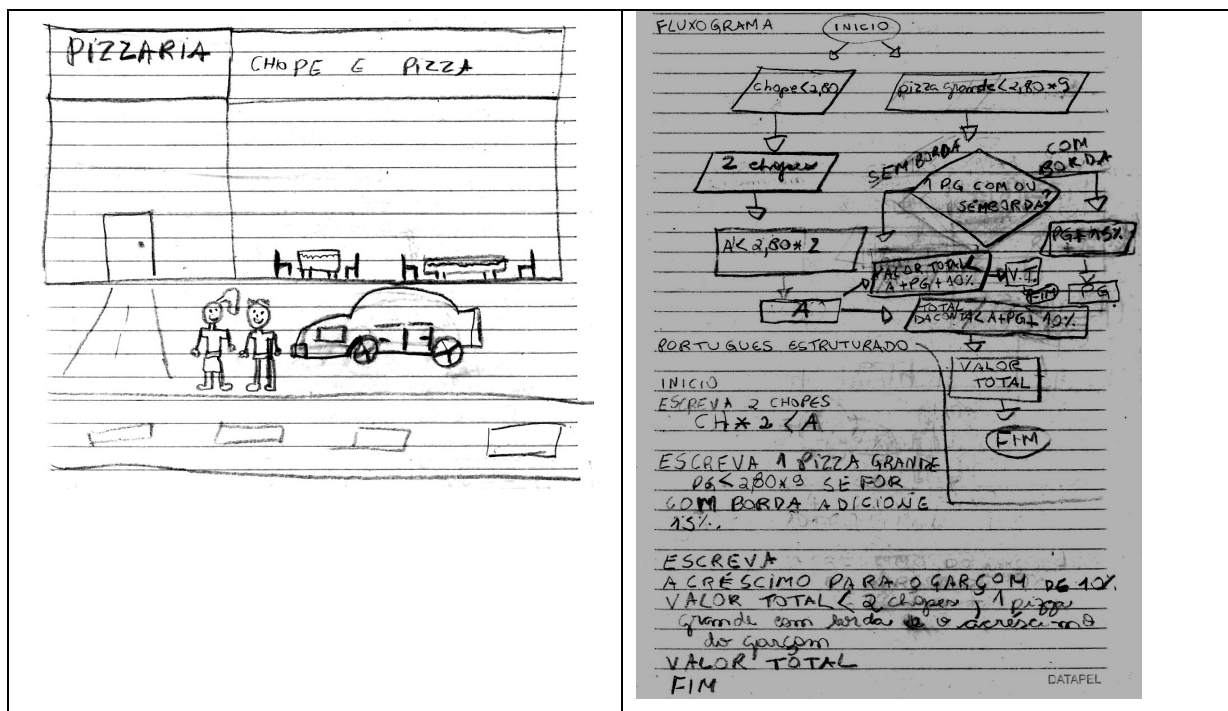 PIZZARIA
CHOPE E PIZZA
FLUXOGRAMA
INICIO
chope<2,80
pizza grande<2,80*9
2 chopes
SEM BORDA
COM BORDA
1 PG COM OU
SEM BORDA?
A<2,80*2
PG+15%
VALOR TOTAL<
A+PG+10%
V.T.
FIM
PG
A
TOTAL
DA CONTA<A+PG+10%
VALOR
TOTAL
FIM
PORTUGUES ESTRUTURADO
INICIO
ESCREVA 2 CHOPES
CH*2<A
ESCREVA 1 PIZZA GRANDE
PG<2,80*9 SE FOR
COM BORDA ADICIONE
15%.
ESCREVA
ACRÉSCIMO PARA O GARÇOM DE 10%
VALOR TOTAL<2 chopes, 1 pizza
grande com borda e o acréscimo
do garçom
VALOR TOTAL
FIM
DATAPEL